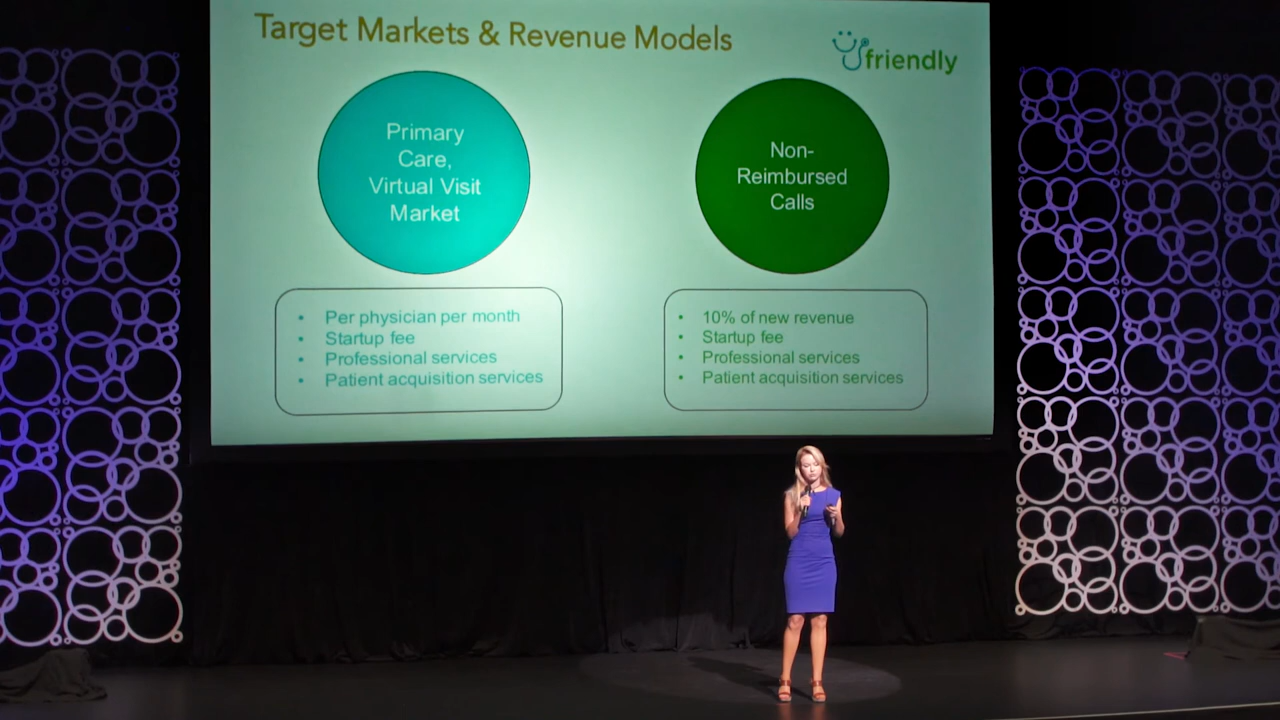 Target Markets & Revenue Models
friendly
Primary
Care,
Virtual Visit
Market
Non-
Reimbursed
Calls
• Per physician per month
• Startup fee
• Professional services
• Patient acquisition services
• 10% of new revenue
• Startup fee
• Professional services
• Patient acquisition services